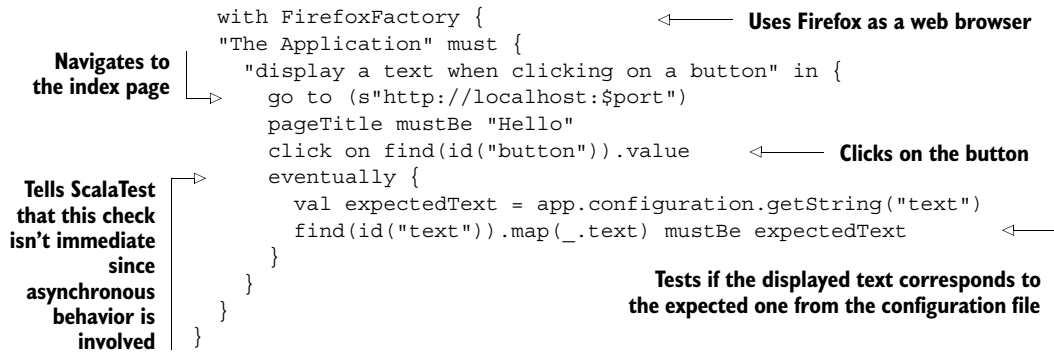 with FirefoxFactory {
Uses Firefox as a web browser
"The Application" must {
Navigates to
the index page
"display a text when clicking on a button" in {
go to (s"http://localhost:$port")
pageTitle mustBe "Hello"
click on find(id("button")).value
Clicks on the button
Tells ScalaTest
that this check
isn't immediate
since
asynchronous
behavior is
involved
eventually {
val expectedText = app.configuration.getString("text")
find(id("text")).map(_.text) mustBe expectedText
Tests if the displayed text corresponds to
the expected one from the configuration file
}
}
}
}